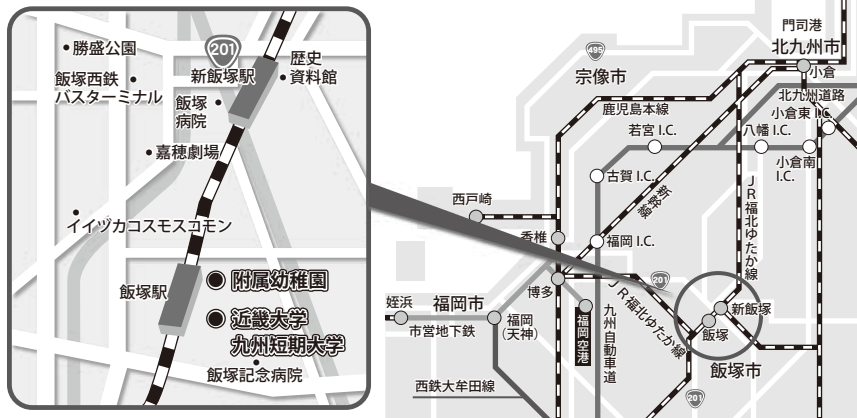 勝盛公園
201
新飯塚駅
歴史
資料館
飯塚西鉄
バスターミナル
飯塚
病院
嘉穂劇場
イイヅカコスモスコモン
飯塚駅
附属幼稚園
近畿大学
九州短期大学
飯塚記念病院
門司港
北九州市
小倉
495
宗像市
北九州道路
小倉東 I.C.
鹿児島本線
若宮 I.C.
八幡 I.C.
小倉南
I.C.
古賀 I.C.
新幹線
JR福北ゆたか線
西戸崎
香椎
福岡 I.C.
博多
201
JR福北ゆたか線
新飯塚
飯塚
飯塚市
姪浜
福岡市
市営地下鉄
福岡
(天神)
福岡空港
九州自動車道
西鉄大牟田線
201